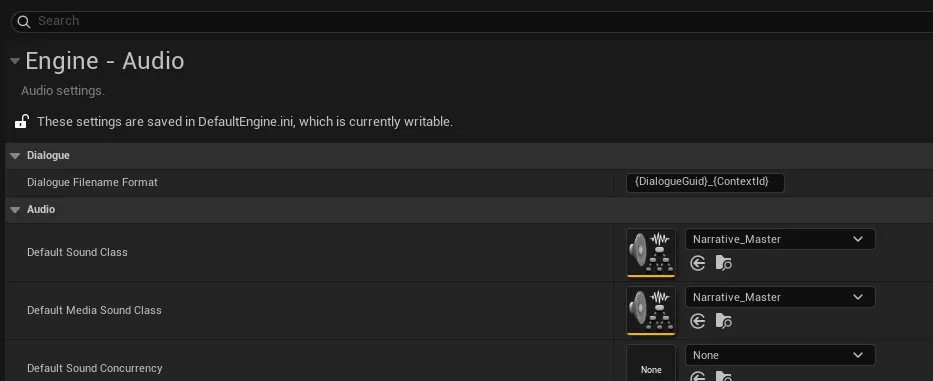 Search
Engine - Audio
Audio settings.
These settings are saved in DefaultEngine.ini, which is currently writable.
Dialogue
Dialogue Filename Format
{DialogueGuid}_{ContextId}
Audio
Default Sound Class
Narrative_Master
Default Media Sound Class
Narrative_Master
Default Sound Concurrency
None
None